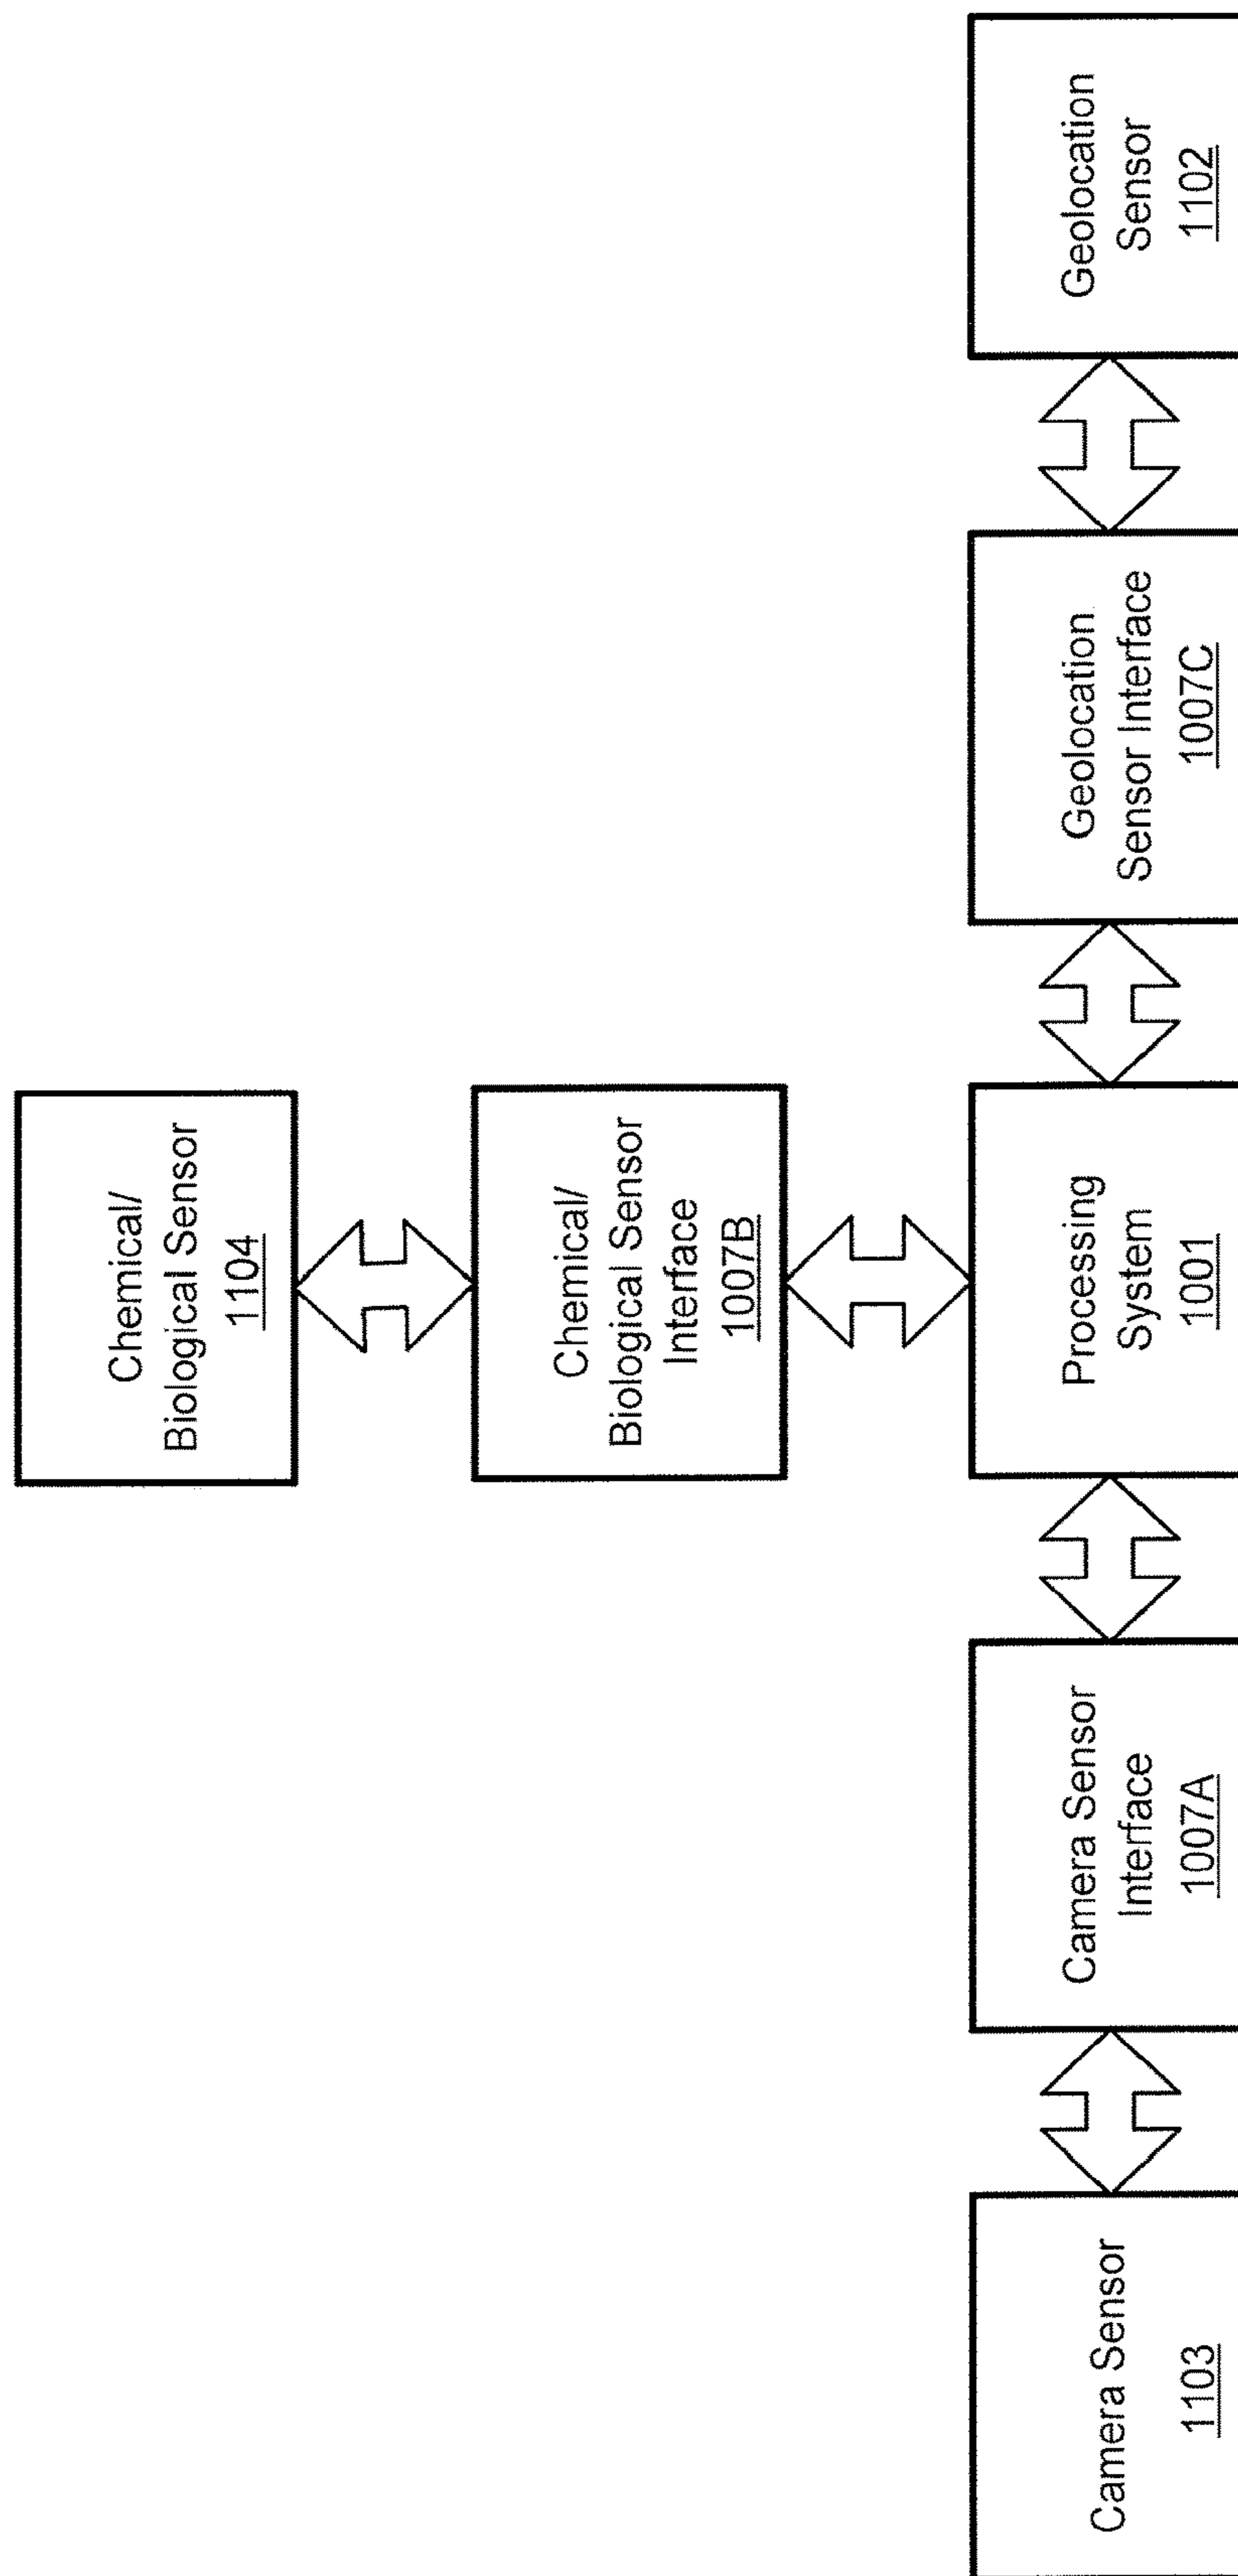 Chemical/
Biological Sensor
1104
Chemical/
Biological Sensor
Interface
1007B
Camera Sensor
1103
Camera Sensor
Interface
1007A
Processing
System
1001
Geolocation
Sensor Interface
1007C
Geolocation
Sensor
1102